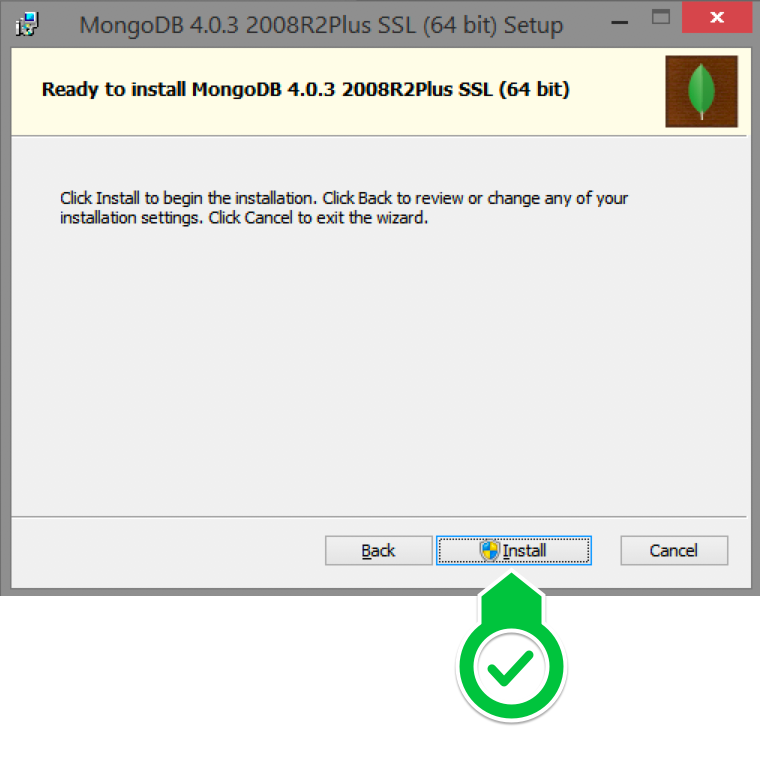 MongoDB 4.0.3 2008R2Plus SSL (64 bit) Setup
Ready to install MongoDB 4.0.3 2008R2Plus SSL (64 bit)
Click Install to begin the installation. Click Back to review or change any of your
installation settings. Click Cancel to exit the wizard.
Back Install Cancel